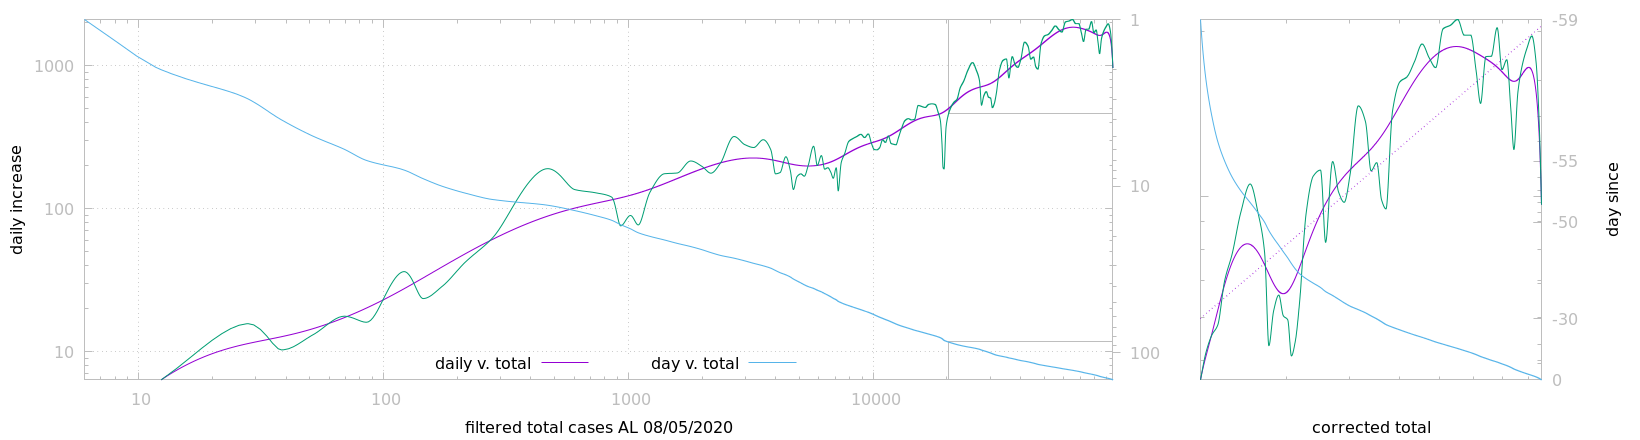 daily increase
1000
100
10
10
100
1000
10000
filtered total cases AL 08/05/2020
daily v. total
day v. total
1
10
100
-59
-55
-50
-30
0
day since
corrected total